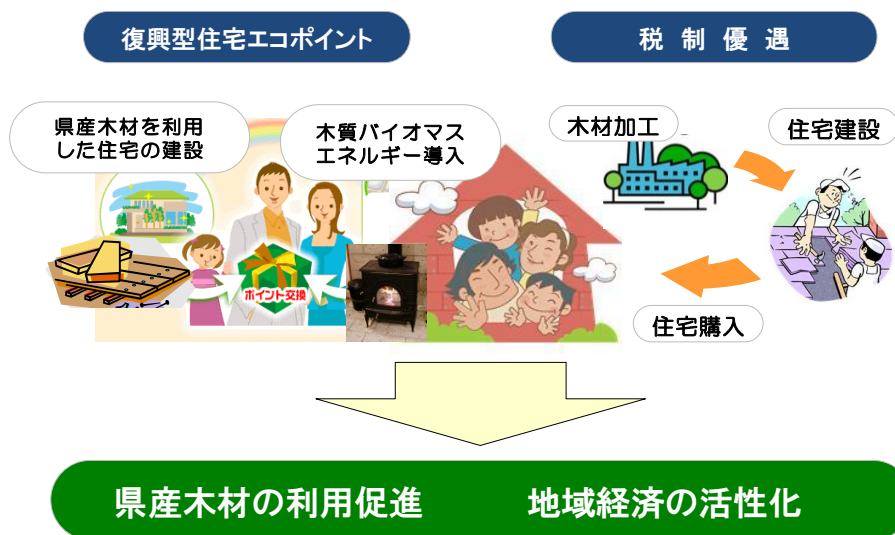 復興型住宅エコポイント
税制優遇
県産木材を利用
した住宅の建設
木質バイオマス
エネルギー導入
木材加工
住宅建設
ポイント交換
住宅購入
県産木材の利用促進
地域経済の活性化